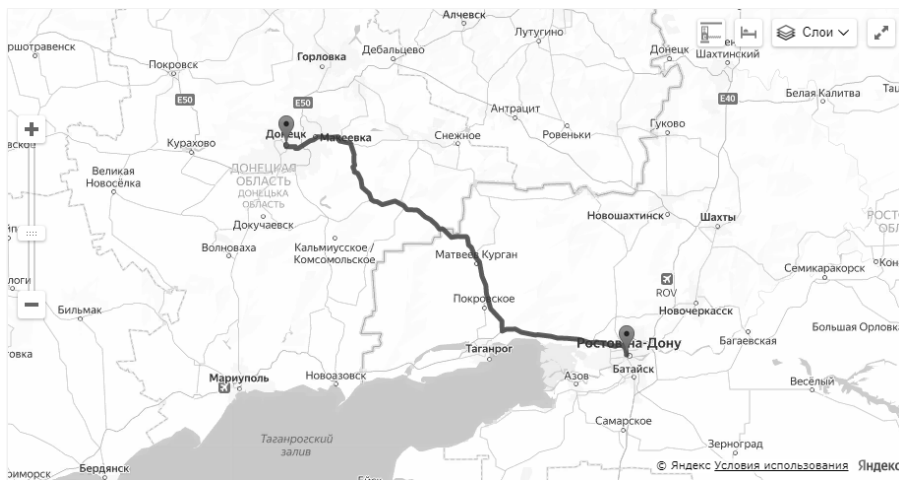 Алчевск
Лутугино
Слои
Дебальцево
Горловка
Донецк
Шахтинский
Покровск
E50
E50
E40
Белая Калитва
Антрацит
Гуково
Ровеньки
Снежное
Донецк
Макеевка
Курахово
Великая
Новосёлка
ДОНЕЦКАЯ
ОБЛАСТЬ
ДОНЕЦЬКА
ОБЛАСТЬ
Докучаевск
Новошахтинск
Шахты
Волноваха
Кальмиусское /
Комсомольское
Матвеев Курган
Семикаракорск
ROV
Покровское
Новочеркасск
Бильмак
Большая Орловка
Багаевская
Ростов-на-Дону
Таганрог
Батайск
Мариуполь
Новоазовск
Азов
Весёлый
Самарское
Таганрогский
залив
Зерноград
Бердянск
© Яндекс Условия использования Яндекс